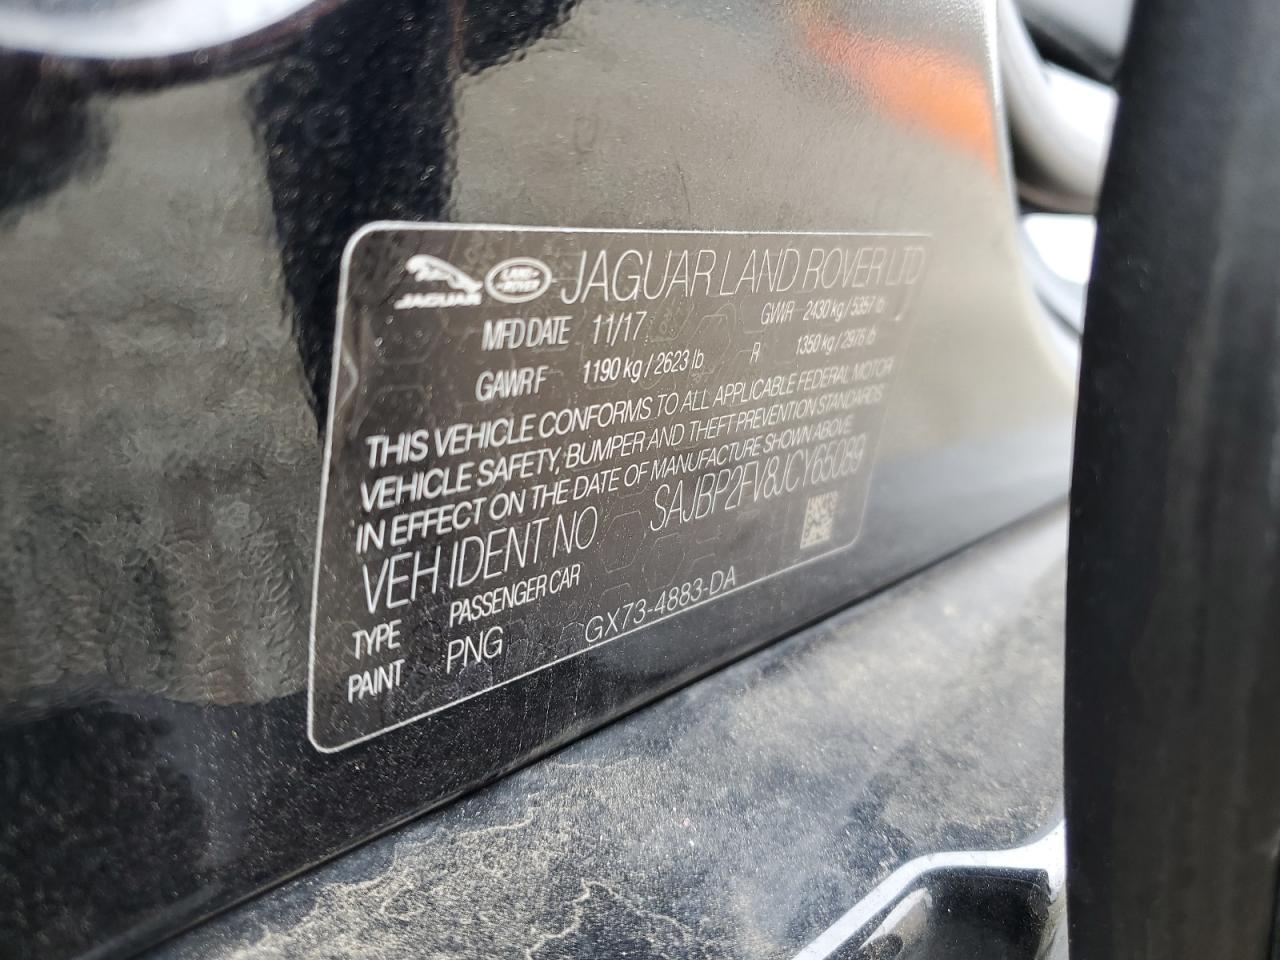 JAGUAR LAND ROVER JAGUAR LAND ROVER LTD
MFD DATE 11/17 GVWR 2430 kg / 5357 lb
GAWR F 1190 kg / 2623 lb R 1350 kg / 2976 lb
THIS VEHICLE CONFORMS TO ALL APPLICABLE FEDERAL MOTOR
VEHICLE SAFETY, BUMPER AND THEFT PREVENTION STANDARDS
IN EFFECT ON THE DATE OF MANUFACTURE SHOWN ABOVE
VEH IDENT NO SAJBP2FV8JCY65089
TYPE PASSENGER CAR
PAINT PNG GX73-4883-DA